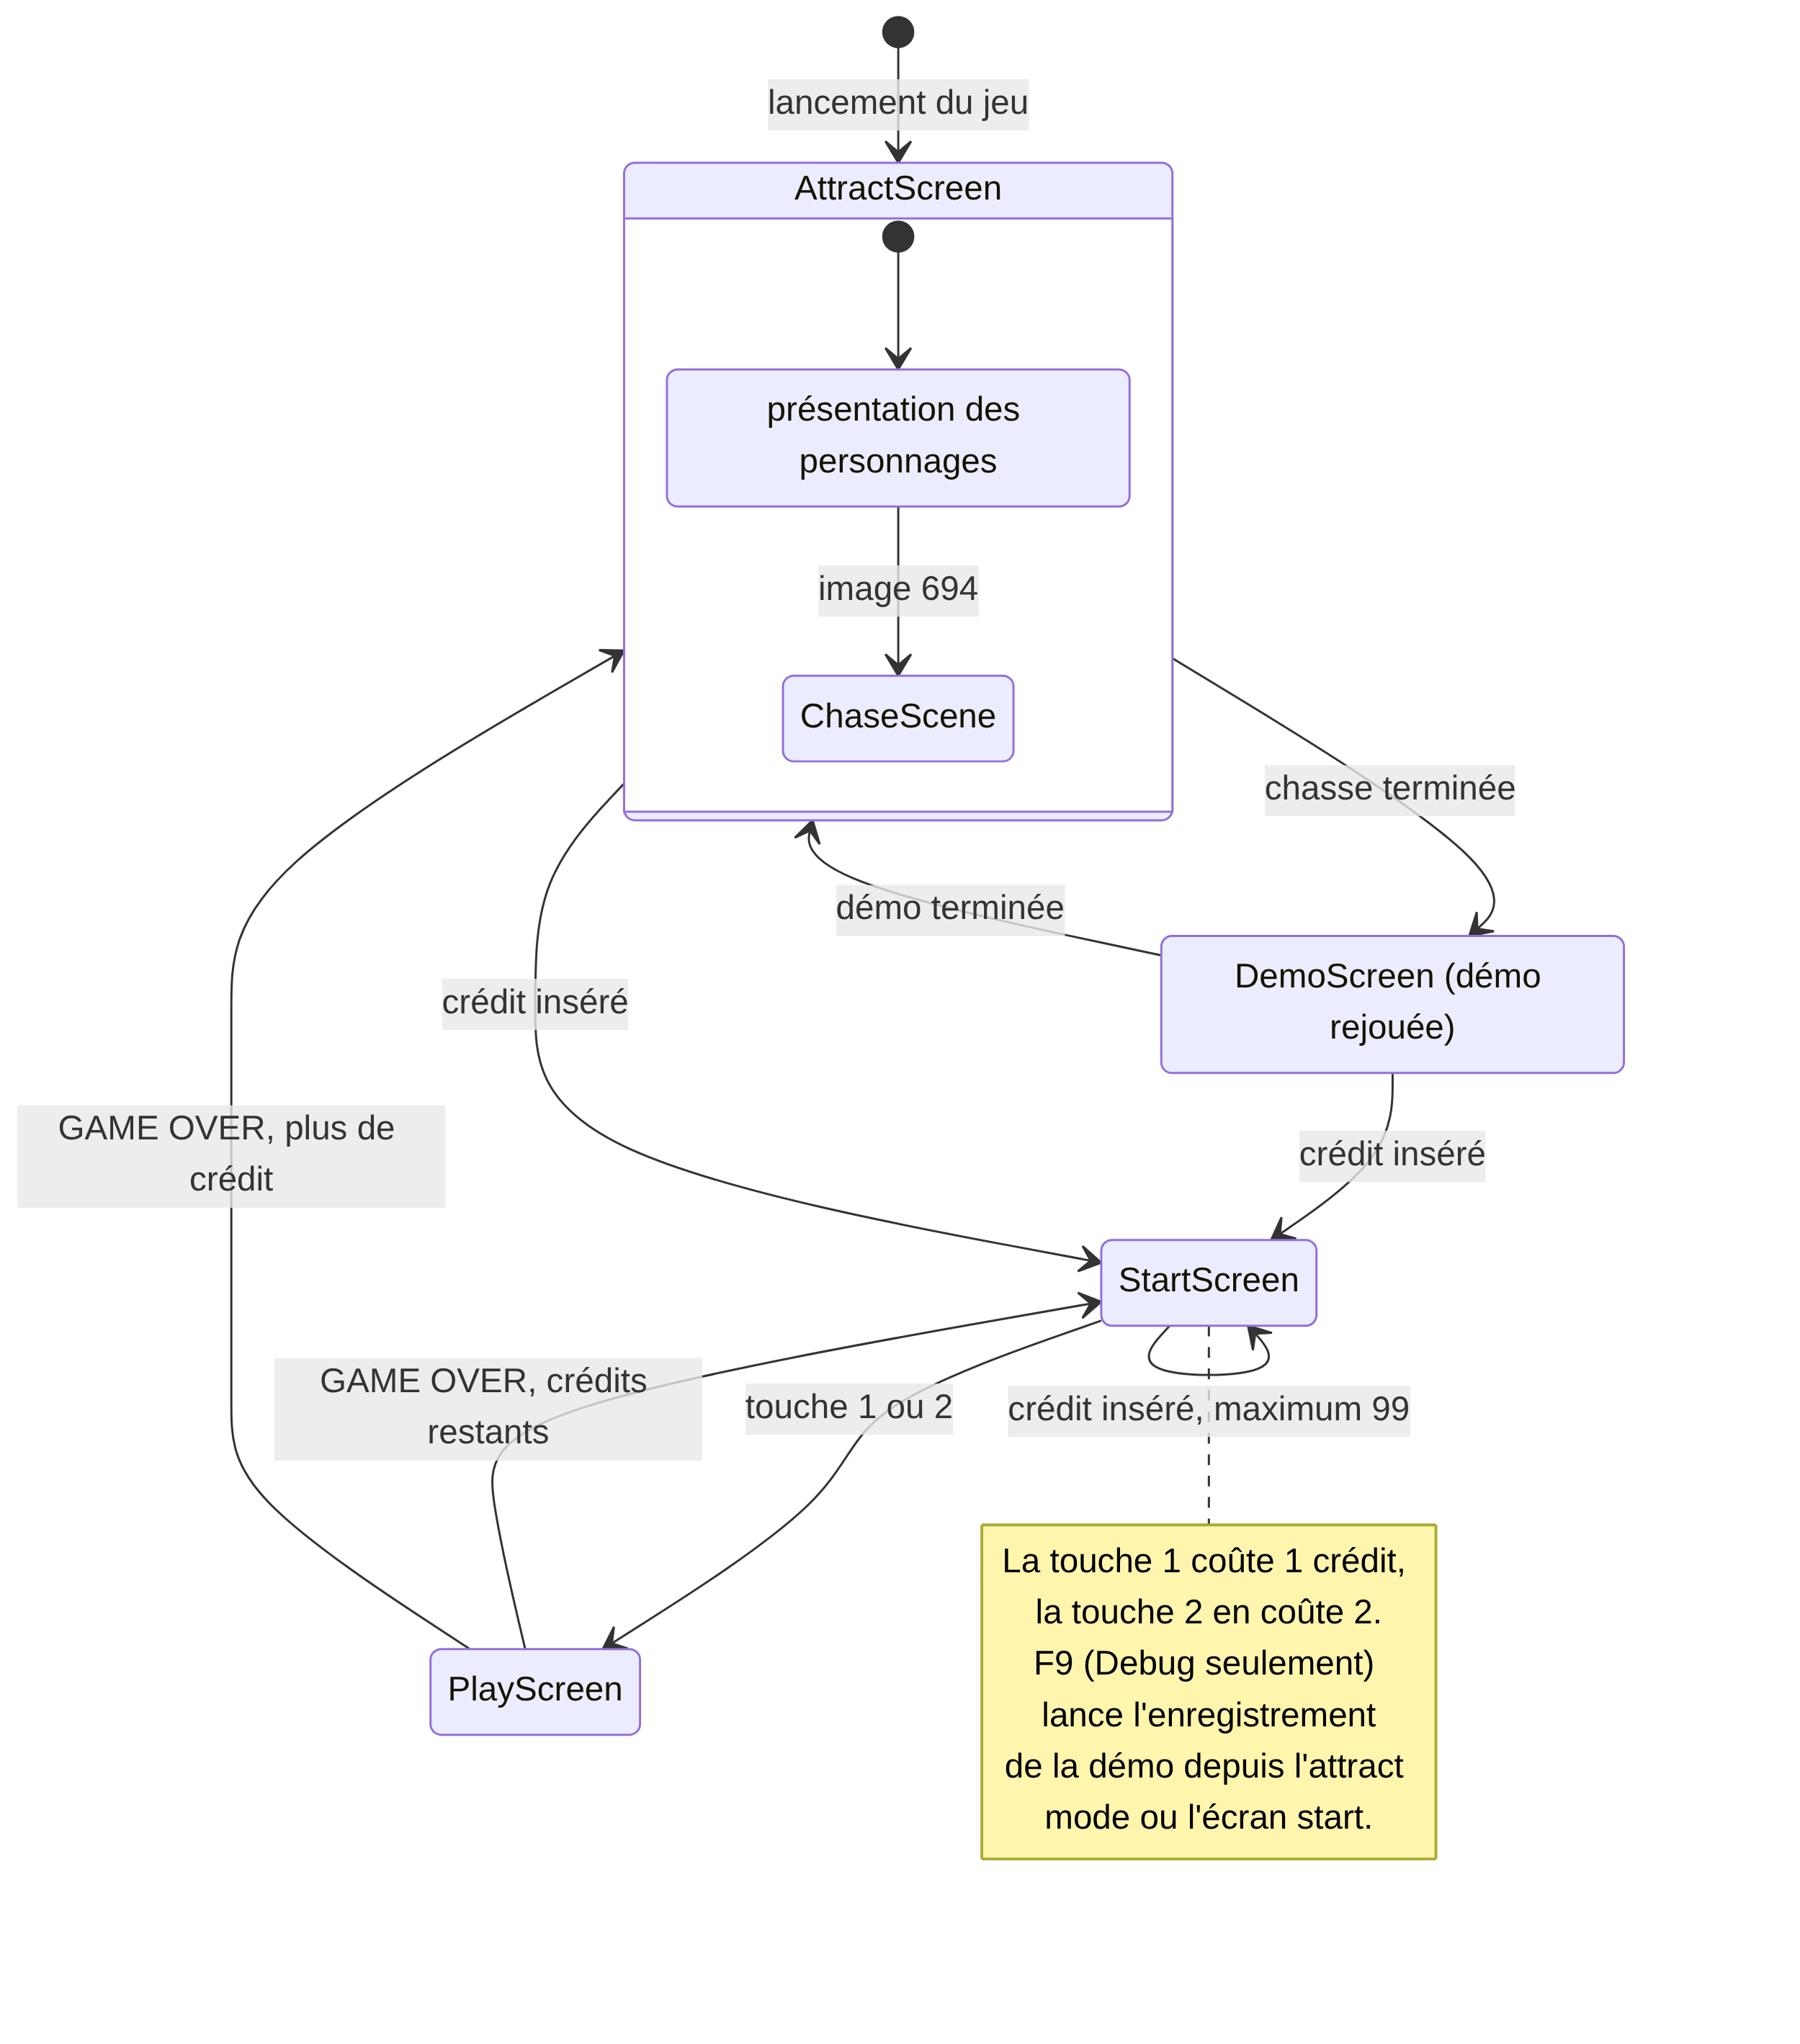 lancement du jeu
AttractScreen
présentation des
personnages
image 694
ChaseScene
chasse terminée
démo terminée
DemoScreen (démo
rejouée)
crédit inséré
GAME OVER, plus de
crédit
crédit inséré
StartScreen
GAME OVER, crédits
restants
touche 1 ou 2
crédit inséré, maximum 99
La touche 1 coûte 1 crédit,
la touche 2 en coûte 2.
F9 (Debug seulement)
lance l'enregistrement
de la démo depuis l'attract
mode ou l'écran start.
PlayScreen